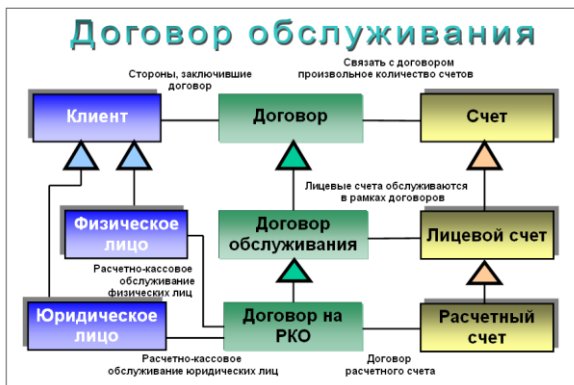 Договор обслуживания
Стороны, заключившие
договор
Связать с договором
произвольное количество счетов
Клиент
Договор
Счет
Лицевые счета обслуживаются
в рамках договоров
Физическое
лицо
Договор
обслуживания
Лицевой счет
Расчетно-кассовое
обслуживание
физических лиц
Юридическое
лицо
Договор на
РКО
Расчетный
счет
Расчетно-кассовое
обслуживание юридических лиц
Договор
расчетного счета